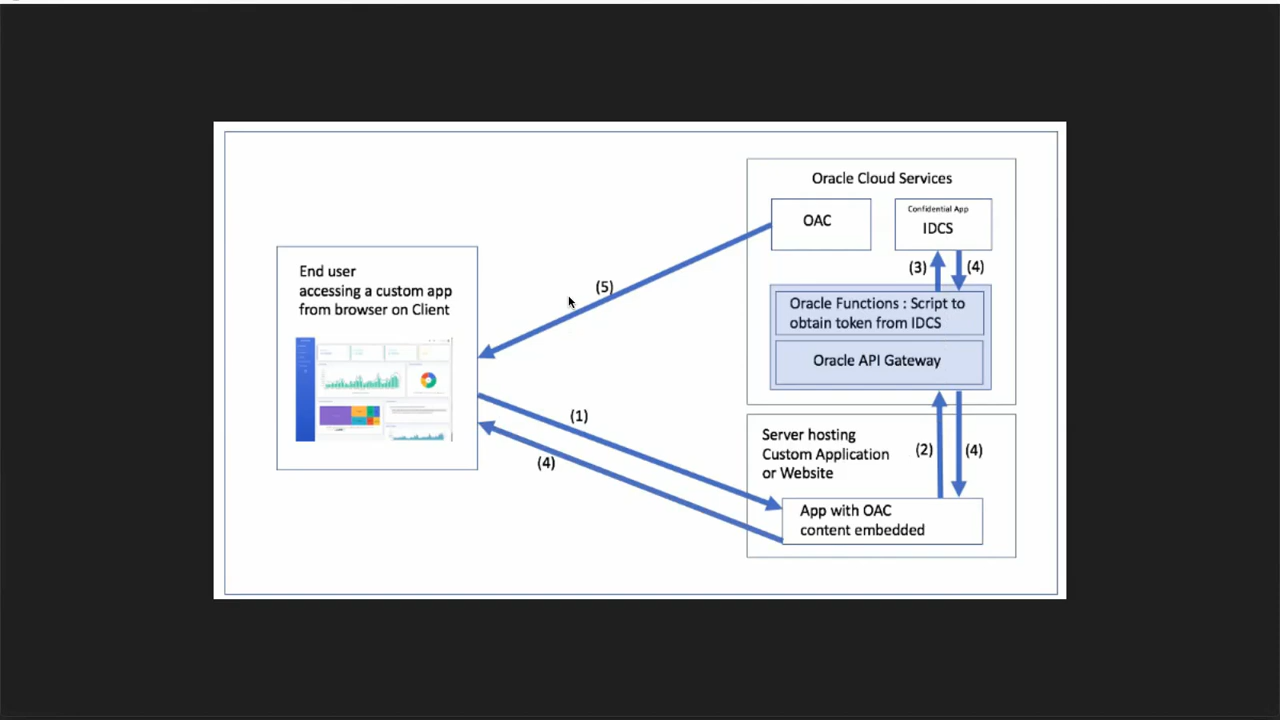 Oracle Cloud Services
OAC
Confidential App
IDCS
(3)
(4)
Oracle Functions : Script to
obtain token from IDCS
Oracle API Gateway
End user
accessing a custom app
from browser on Client
(5)
(1)
(4)
(2)
(4)
Server hosting
Custom Application
or Website
App with OAC
content embedded